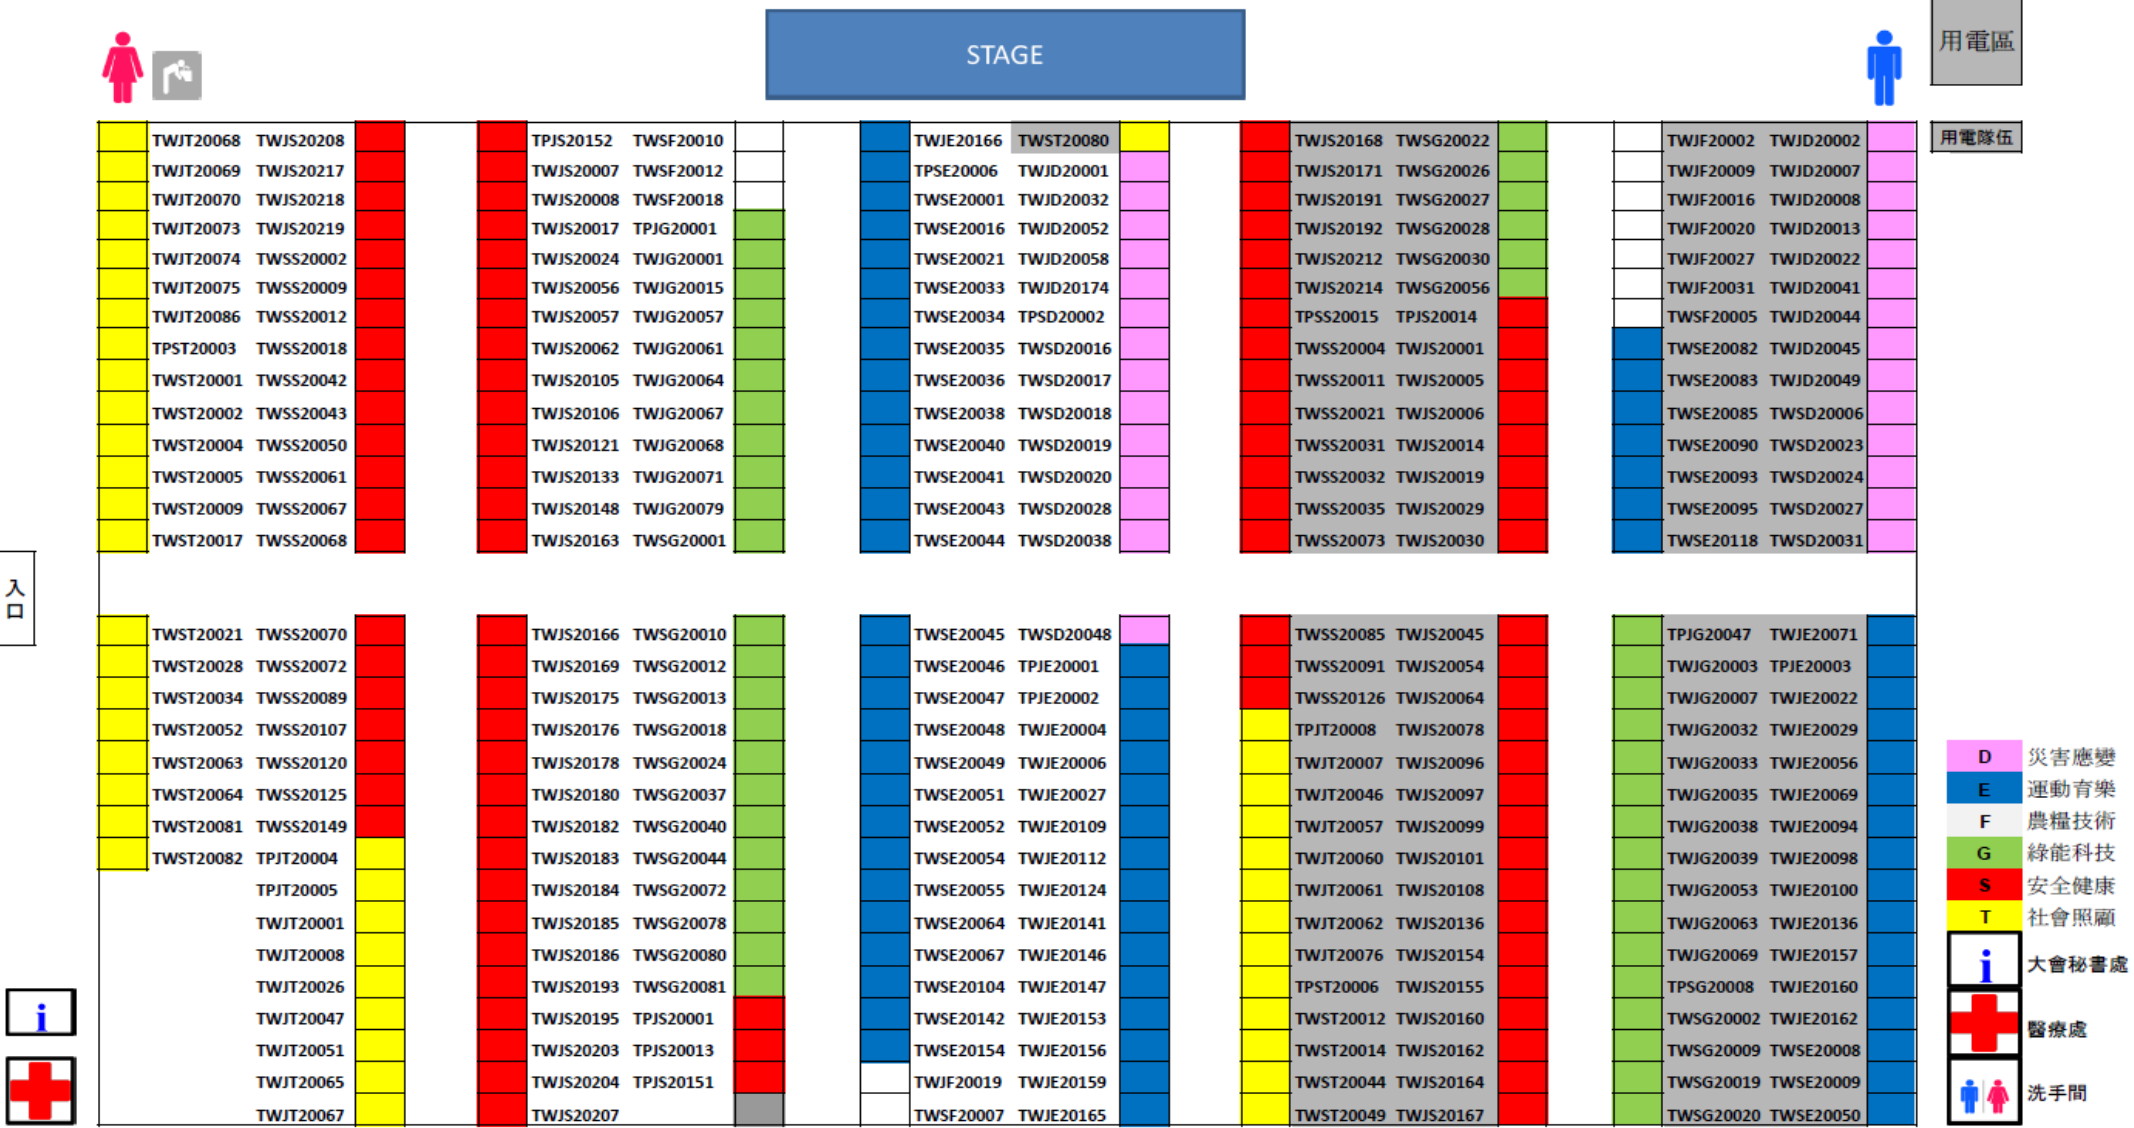 STAGE
用電區
TWJT20068 TWJS20208 TPJS20152 TWSF20010 TWJE20166 TWST20080 TWJS20168 TWSG20022 TWJF20002 TWJD20002 用電隊伍
TWJT20069 TWJS20217 TWJS20007 TWSF20012 TPSE20006 TWJD20001 TWJS20171 TWSG20026 TWJF20009 TWJD20007
TWJT20070 TWJS20218 TWJS20008 TWSF20018 TWSE20001 TWJD20032 TWJS20191 TWSG20027 TWJF20016 TWJD20008
TWJT20073 TWJS20219 TWJS20017 TPJG20001 TWSE20016 TWJD20052 TWJS20192 TWSG20028 TWJF20020 TWJD20013
TWJT20074 TWSS20002 TWJS20024 TWJG20001 TWSE20021 TWJD20058 TWJS20212 TWSG20030 TWJF20027 TWJD20022
TWJT20075 TWSS20009 TWJS20056 TWJG20015 TWSE20033 TWJD20174 TWJS20214 TWSG20056 TWJF20031 TWJD20041
TWJT20086 TWSS20012 TWJS20057 TWJG20057 TWSE20034 TPSD20002 TPSS20015 TPJS20014 TWSF20005 TWJD20044
TPST20003 TWSS20018 TWJS20062 TWJG20061 TWSE20035 TWSD20016 TWSS20004 TWJS20001 TWSE20082 TWJD20045
TWST20001 TWSS20042 TWJS20105 TWJG20064 TWSE20036 TWSD20017 TWSS20011 TWJS20005 TWSE20083 TWJD20049
TWST20002 TWSS20043 TWJS20106 TWJG20067 TWSE20038 TWSD20018 TWSS20021 TWJS20006 TWSE20085 TWSD20006
TWST20004 TWSS20050 TWJS20121 TWJG20068 TWSE20040 TWSD20019 TWSS20031 TWJS20014 TWSE20090 TWSD20023
TWST20005 TWSS20061 TWJS20133 TWJG20071 TWSE20041 TWSD20020 TWSS20032 TWJS20019 TWSE20093 TWSD20024
TWST20009 TWSS20067 TWJS20148 TWJG20079 TWSE20043 TWSD20028 TWSS20035 TWJS20029 TWSE20095 TWSD20027
TWST20017 TWSS20068 TWJS20163 TWSG20001 TWSE20044 TWSD20038 TWSS20073 TWJS20030 TWSE20118 TWSD20031
入口
TWST20021 TWSS20070 TWJS20166 TWSG20010 TWSE20045 TWSD20048 TWSS20085 TWJS20045 TPJG20047 TWJE20071
TWST20028 TWSS20072 TWJS20169 TWSG20012 TWSE20046 TPJE20001 TWSS20091 TWJS20054 TWJG20003 TPJE20003
TWST20034 TWSS20089 TWJS20175 TWSG20013 TWSE20047 TPJE20002 TWSS20126 TWJS20064 TWJG20007 TWJE20022
TWST20052 TWSS20107 TWJS20176 TWSG20018 TWSE20048 TWJE20004 TPJT20008 TWJS20078 TWJG20032 TWJE20029
TWST20063 TWSS20120 TWJS20178 TWSG20024 TWSE20049 TWJE20006 TWJT20007 TWJS20096 TWJG20033 TWJE20056
TWST20064 TWSS20125 TWJS20180 TWSG20037 TWSE20051 TWJE20027 TWJT20046 TWJS20097 TWJG20035 TWJE20069
TWST20081 TWSS20149 TWJS20182 TWSG20040 TWSE20052 TWJE20109 TWJT20057 TWJS20099 TWJG20038 TWJE20094
TWST20082 TPJT20004 TWJS20183 TWSG20044 TWSE20054 TWJE20112 TWJT20060 TWJS20101 TWJG20039 TWJE20098
TPJT20005 TWJS20184 TWSG20072 TWSE20055 TWJE20124 TWJT20061 TWJS20108 TWJG20053 TWJE20100
TWJT20001 TWJS20185 TWSG20078 TWSE20064 TWJE20141 TWJT20062 TWJS20136 TWJG20063 TWJE20136
TWJT20008 TWJS20186 TWSG20080 TWSE20067 TWJE20146 TWJT20076 TWJS20154 TWJG20069 TWJE20157
TWJT20026 TWJS20193 TWSG20081 TWSE20104 TWJE20147 TPST20006 TWJS20155 TPSG20008 TWJE20160
TWJT20047 TWJS20195 TPJS20001 TWSE20142 TWJE20153 TWST20012 TWJS20160 TWSG20002 TWJE20162
TWJT20051 TWJS20203 TPJS20013 TWSE20154 TWJE20156 TWST20014 TWJS20162 TWSG20009 TWSE20008
TWJT20065 TWJS20204 TPJS20151 TWJF20019 TWJE20159 TWST20044 TWJS20164 TWSG20019 TWSE20009
TWJT20067 TWJS20207 TWSF20007 TWJE20165 TWST20049 TWJS20167 TWSG20020 TWSE20050
i
D 災害應變
E 運動育樂
F 農糧技術
G 綠能科技
S 安全健康
T 社會照顧
i 大會秘書處
醫療處
洗手間